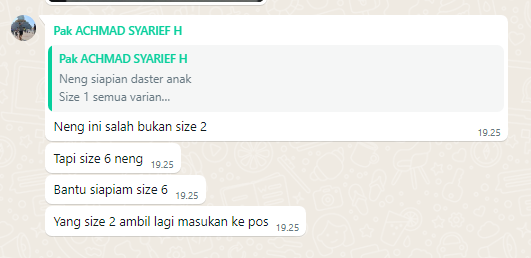 Pak ACHMAD SYARIEF H
Pak ACHMAD SYARIEF H
Neng siapian daster anak
Size 1 semua varian...
Neng ini salah bukan size 2
19.25
Tapi size 6 neng
19.25
Bantu siapiam size 6
19.25
Yang size 2 ambil lagi masukan ke pos
19.25